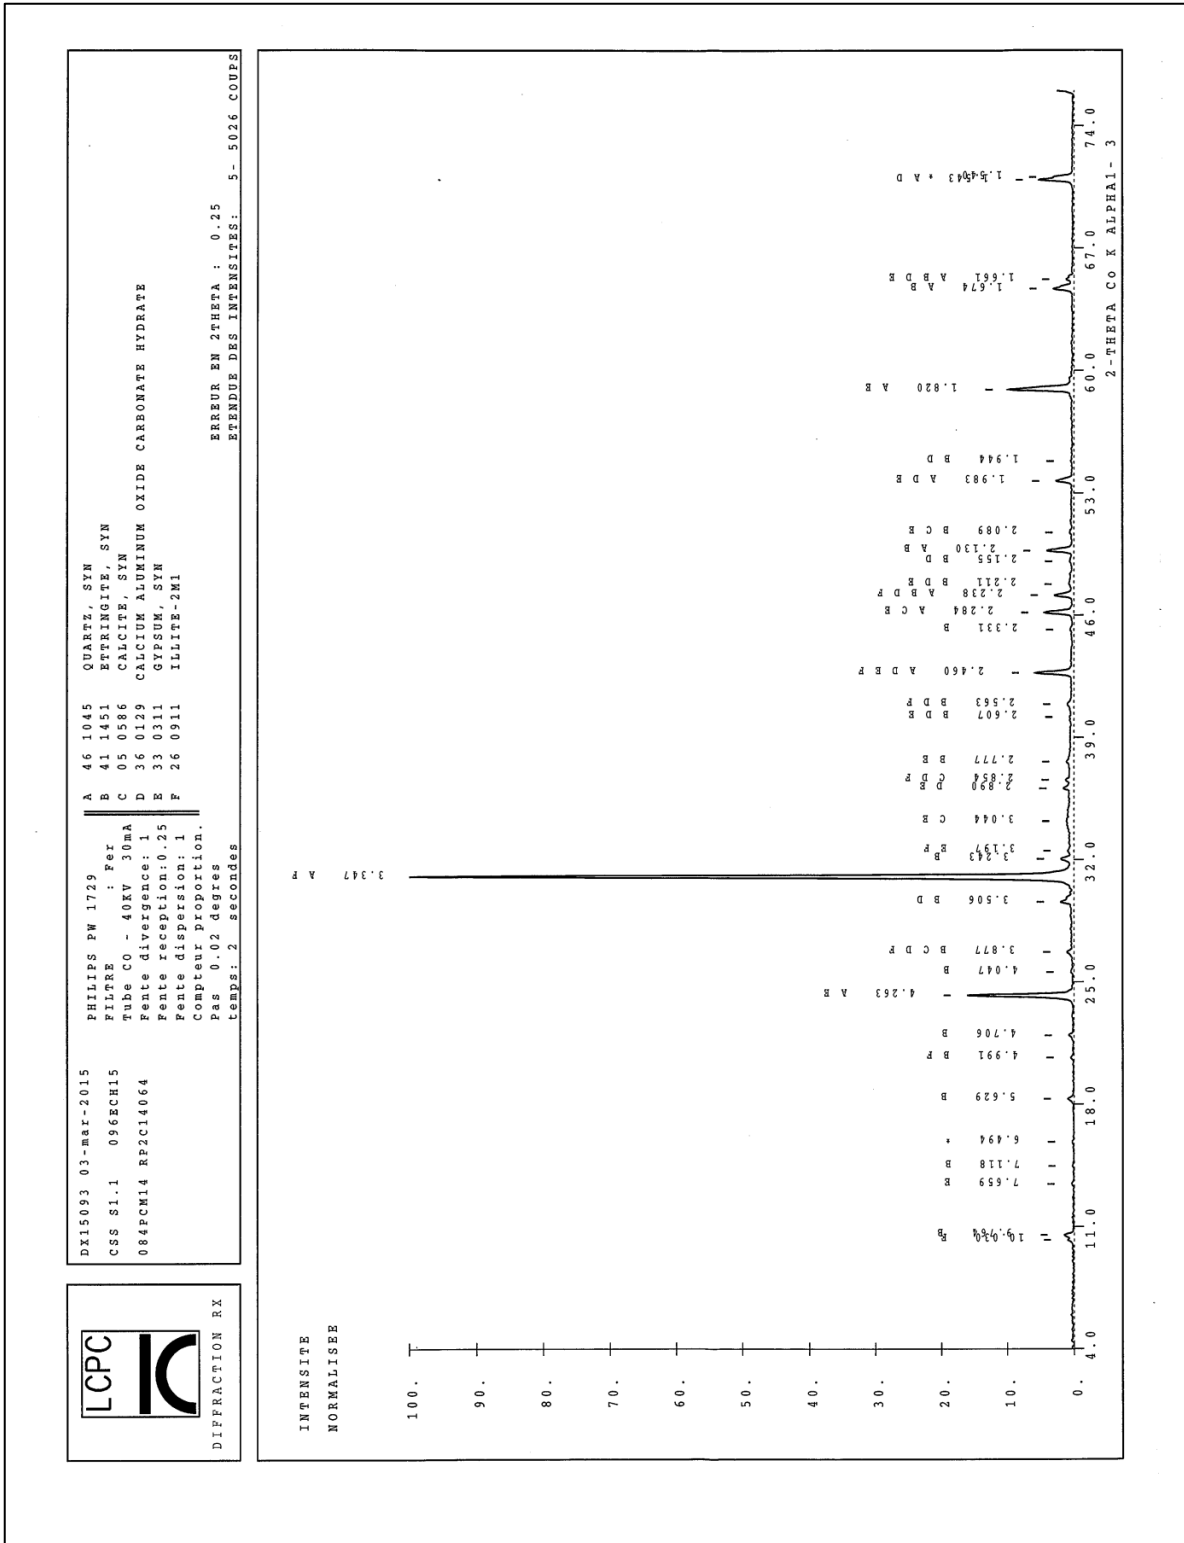 LCPC
DIFFRACTION RX
DX15093 03-mar-2015
CSS S1.1 096ECH15
084PCM14 RP2C14064
PHILIPS PW 1729
FILTRE : Fer
Tube CO - 40KV 30mA
Fente divergence: 1
Fente reception:0.25
Fente dispersion: 1
Compteur proportion.
Pas 0.02 degres
temps: 2 secondes
A 46 1045 QUARTZ, SYN
B 41 1451 ETTRINGITE, SYN
C 05 0586 CALCITE, SYN
D 36 0129 CALCIUM ALUMINUM OXIDE CARBONATE HYDRATE
E 33 0311 GYPSUM, SYN
F 26 0911 ILLITE-2M1
ERREUR EN 2THETA : 0.25
ETENDUE DES INTENSITES: 5- 5026 COUPS
INTENSITE
NORMALISEE
100.
90.
80.
70.
60.
50.
40.
30.
20.
10.
0.
7.659 E
7.118 B
6.494 *
5.629 B
4.991 B F
4.706 B
4.263 A E
4.047 B
3.877 B C D F
3.506 B D
3.347 A F
3.243 B
3.197 E F
3.044 C E
2.890 D E
2.854 C D F
2.777 B E
2.607 B D E
2.563 B D F
2.460 A D E F
2.331 B
2.284 A C E
2.238 A B D F
2.211 B D E
2.155 B D
2.130 A B
2.089 B C E
1.983 A D E
1.944 B D
1.820 A E
1.674 A B
1.661 A B D E
4.0 11.0 18.0 25.0 32.0 39.0 46.0 53.0 60.0 67.0 74.0
2-THETA Co K ALPHA1- 3